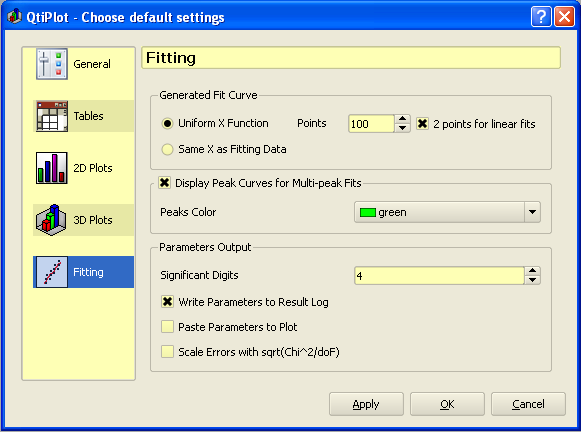 QtiPlot - Choose default settings
General
Tables
2D Plots
3D Plots
Fitting
Fitting
Generated Fit Curve
Uniform X Function Points 100 2 points for linear fits
Same X as Fitting Data
Display Peak Curves for Multi-peak Fits
Peaks Color green
Parameters Output
Significant Digits 4
Write Parameters to Result Log
Paste Parameters to Plot
Scale Errors with sqrt(Chi^2/doF)
Apply OK Cancel